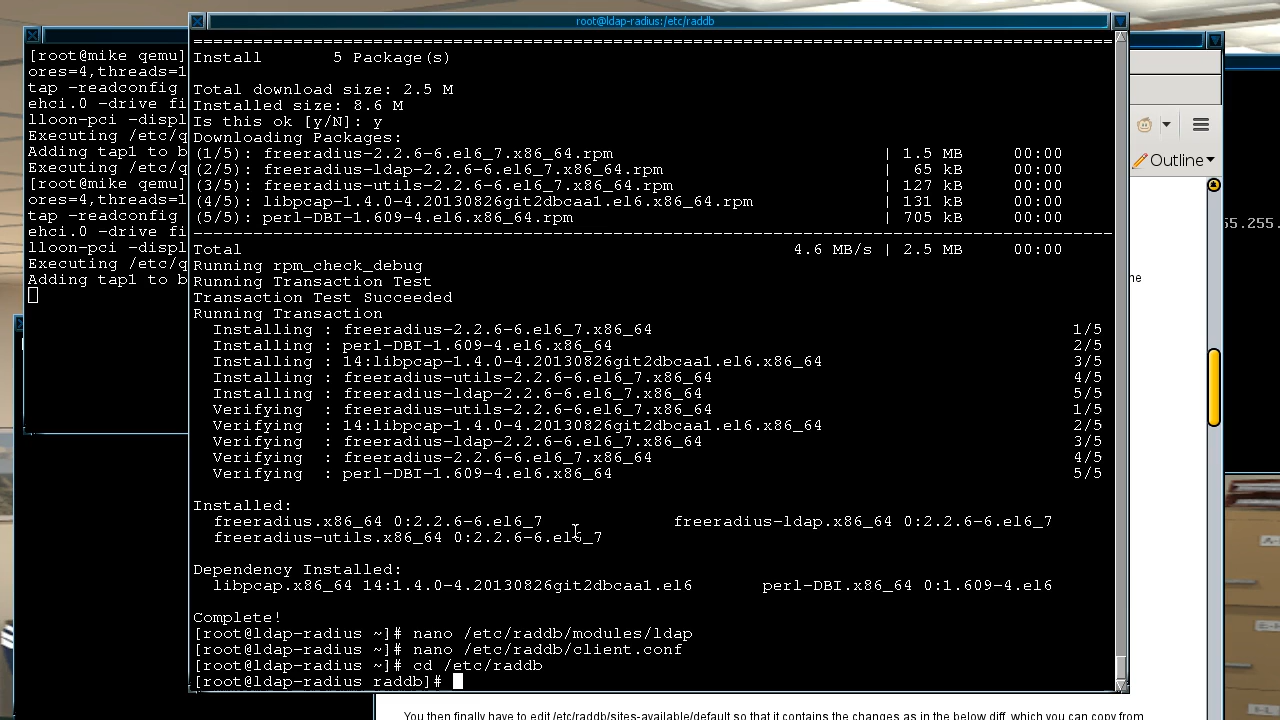 root@ldap-radius:/etc/raddb
[root@mike qemu]
ores=4,threads=1
tap -readconfig
ehci.0 -drive fi
lloon-pci -displ
Executing /etc/q
Adding tap1 to b
Executing /etc/q
[root@mike qemu]
ores=4,threads=1
tap -readconfig
ehci.0 -drive fi
lloon-pci -displ
Executing /etc/q
Adding tap1 to b
================================================================================
Install 5 Package(s)
Total download size: 2.5 M
Installed size: 8.6 M
Is this ok [y/N]: y
Downloading Packages:
(1/5): freeradius-2.2.6-6.el6_7.x86_64.rpm | 1.5 MB 00:00
(2/5): freeradius-ldap-2.2.6-6.el6_7.x86_64.rpm | 65 kB 00:00
(3/5): freeradius-utils-2.2.6-6.el6_7.x86_64.rpm | 127 kB 00:00
(4/5): libpcap-1.4.0-4.20130826git2dbcaa1.el6.x86_64.rpm | 131 kB 00:00
(5/5): perl-DBI-1.609-4.el6.x86_64.rpm | 705 kB 00:00
--------------------------------------------------------------------------------
Total 4.6 MB/s | 2.5 MB 00:00
Running rpm_check_debug
Running Transaction Test
Transaction Test Succeeded
Running Transaction
Installing : freeradius-2.2.6-6.el6_7.x86_64 1/5
Installing : perl-DBI-1.609-4.el6.x86_64 2/5
Installing : 14:libpcap-1.4.0-4.20130826git2dbcaa1.el6.x86_64 3/5
Installing : freeradius-utils-2.2.6-6.el6_7.x86_64 4/5
Installing : freeradius-ldap-2.2.6-6.el6_7.x86_64 5/5
Verifying : freeradius-utils-2.2.6-6.el6_7.x86_64 1/5
Verifying : 14:libpcap-1.4.0-4.20130826git2dbcaa1.el6.x86_64 2/5
Verifying : freeradius-ldap-2.2.6-6.el6_7.x86_64 3/5
Verifying : freeradius-2.2.6-6.el6_7.x86_64 4/5
Verifying : perl-DBI-1.609-4.el6.x86_64 5/5
Installed:
freeradius.x86_64 0:2.2.6-6.el6_7 freeradius-ldap.x86_64 0:2.2.6-6.el6_7
freeradius-utils.x86_64 0:2.2.6-6.el6_7
Dependency Installed:
libpcap.x86_64 14:1.4.0-4.20130826git2dbcaa1.el6 perl-DBI.x86_64 0:1.609-4.el6
Complete!
[root@ldap-radius ~]# nano /etc/raddb/modules/ldap
[root@ldap-radius ~]# nano /etc/raddb/client.conf
[root@ldap-radius ~]# cd /etc/raddb
[root@ldap-radius raddb]#
Outline
55.255.
ne
You then finally have to edit /etc/raddb/sites-available/default so that it contains the changes as in the below diff, which you can copy from